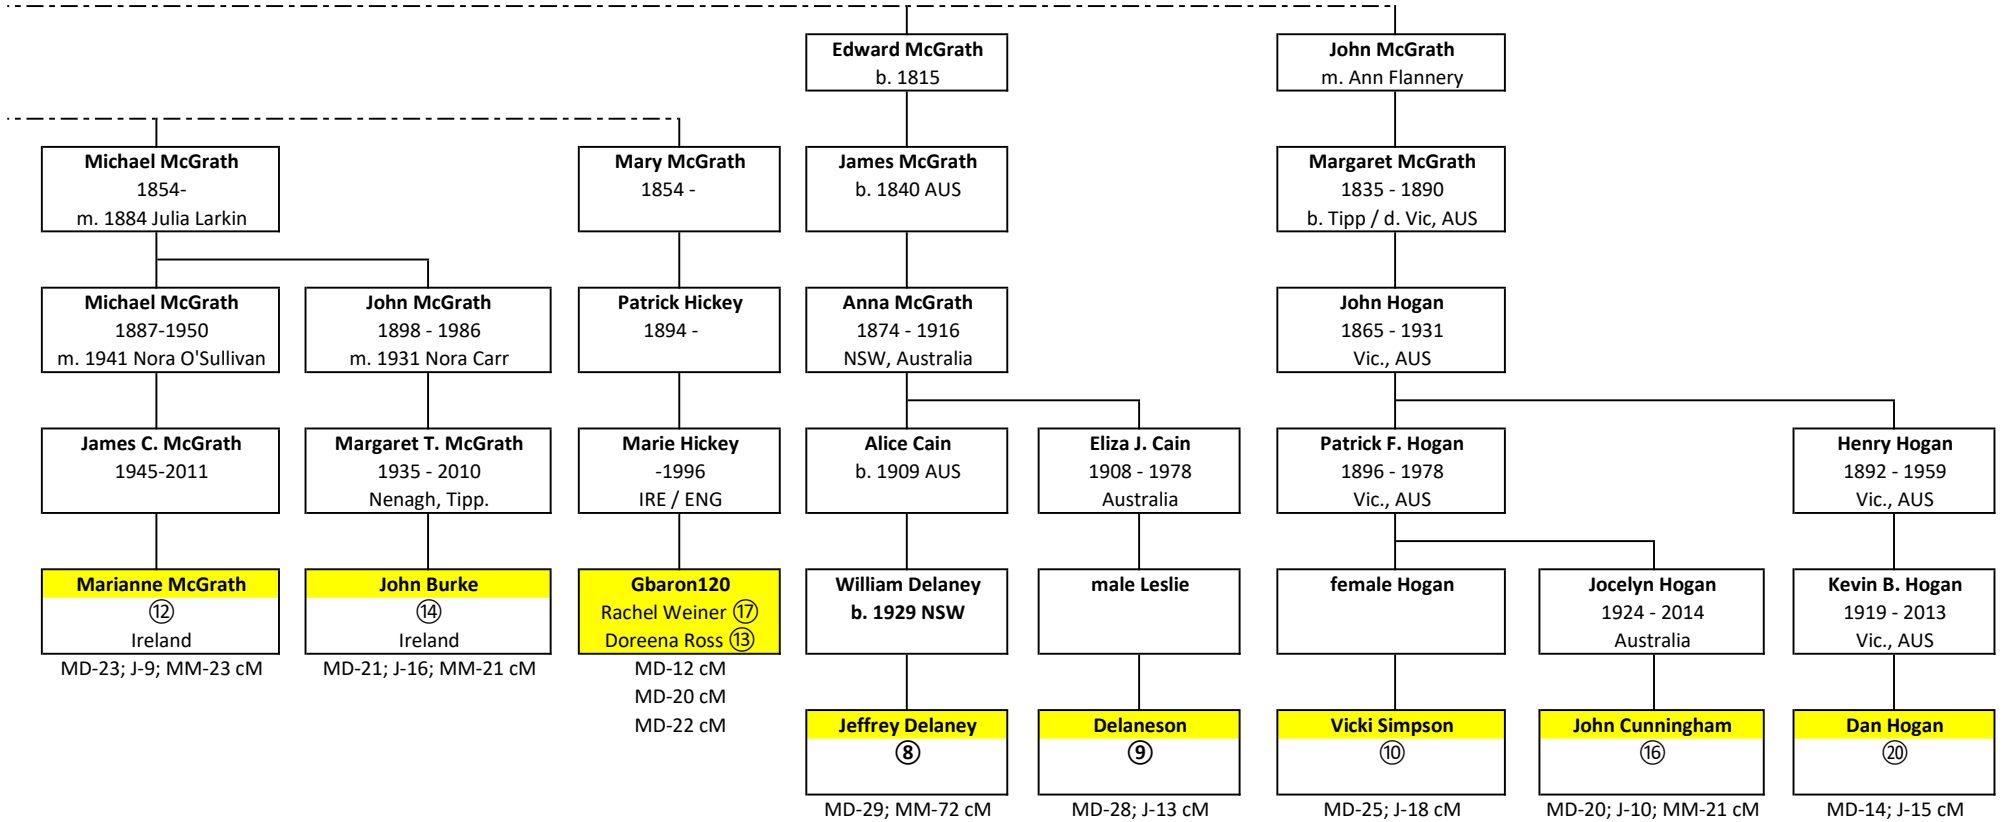 Edward McGrath
b. 1815
John McGrath
m. Ann Flannery
Michael McGrath
1854-
m. 1884 Julia Larkin
Mary McGrath
1854 -
James McGrath
b. 1840 AUS
Margaret McGrath
1835 - 1890
b. Tipp / d. Vic, AUS
Michael McGrath
1887-1950
m. 1941 Nora O'Sullivan
John McGrath
1898 - 1986
m. 1931 Nora Carr
Patrick Hickey
1894 -
Anna McGrath
1874 - 1916
NSW, Australia
John Hogan
1865 - 1931
Vic., AUS
James C. McGrath
1945-2011
Margaret T. McGrath
1935 - 2010
Nenagh, Tipp.
Marie Hickey
-1996
IRE / ENG
Alice Cain
b. 1909 AUS
Eliza J. Cain
1908 - 1978
Australia
Patrick F. Hogan
1896 - 1978
Vic., AUS
Henry Hogan
1892 - 1959
Vic., AUS
Marianne McGrath
⑫
Ireland
MD-23; J-9; MM-23 cM
John Burke
⑭
Ireland
MD-21; J-16; MM-21 cM
Gbaron120
Rachel Weiner ⑰
Doreena Ross ⑬
MD-12 cM
MD-20 cM
MD-22 cM
William Delaney
b. 1929 NSW
male Leslie
female Hogan
Jocelyn Hogan
1924 - 2014
Australia
Kevin B. Hogan
1919 - 2013
Vic., AUS
Jeffrey Delaney
⑧
MD-29; MM-72 cM
Delaneson
⑨
MD-28; J-13 cM
Vicki Simpson
⑩
MD-25; J-18 cM
John Cunningham
⑯
MD-20; J-10; MM-21 cM
Dan Hogan
⑳
MD-14; J-15 cM